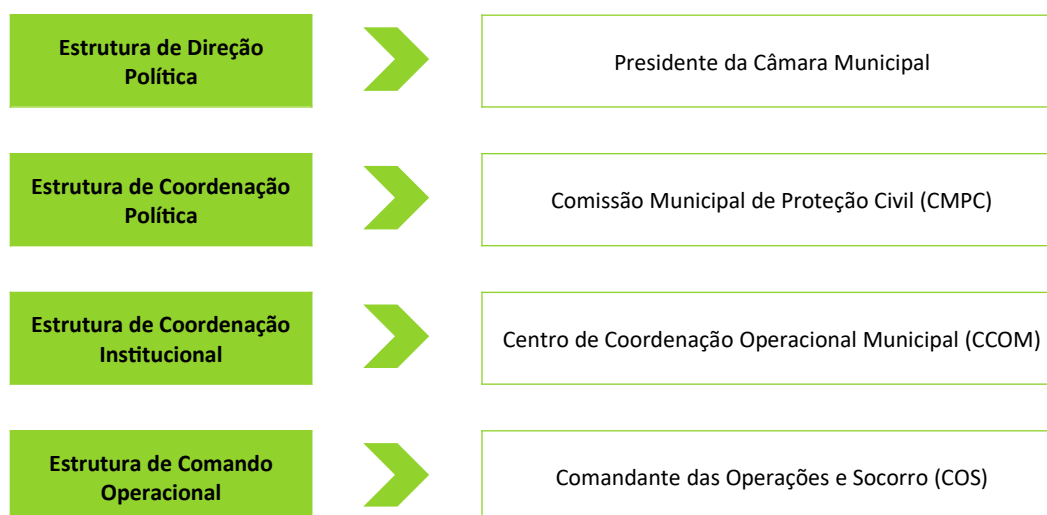 Estrutura de Direção
Política
Presidente da Câmara Municipal
Estrutura de Coordenação
Política
Comissão Municipal de Proteção Civil (CMPC)
Estrutura de Coordenação
Institucional
Centro de Coordenação Operacional Municipal (CCOM)
Estrutura de Comando
Operacional
Comandante das Operações e Socorro (COS)